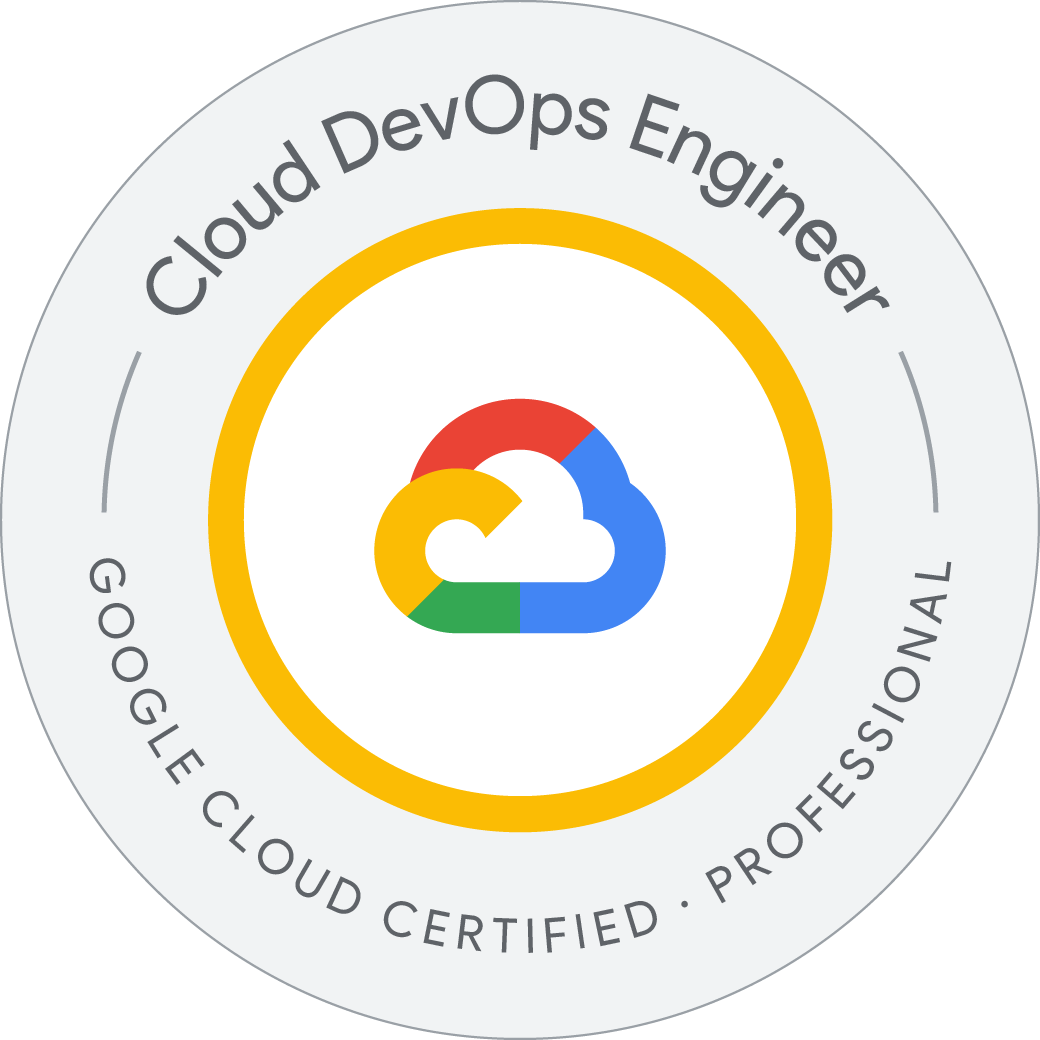 Cloud DevOps Engineer
GOOGLE CLOUD CERTIFIED · PROFESSIONAL